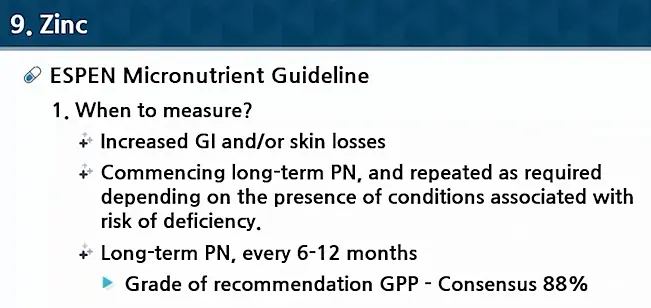 9. Zinc
ESPEN Micronutrient Guideline
1. When to measure?
Increased GI and/or skin losses
Commencing long-term PN, and repeated as required
depending on the presence of conditions associated with
risk of deficiency.
Long-term PN, every 6-12 months
Grade of recommendation GPP - Consensus 88%